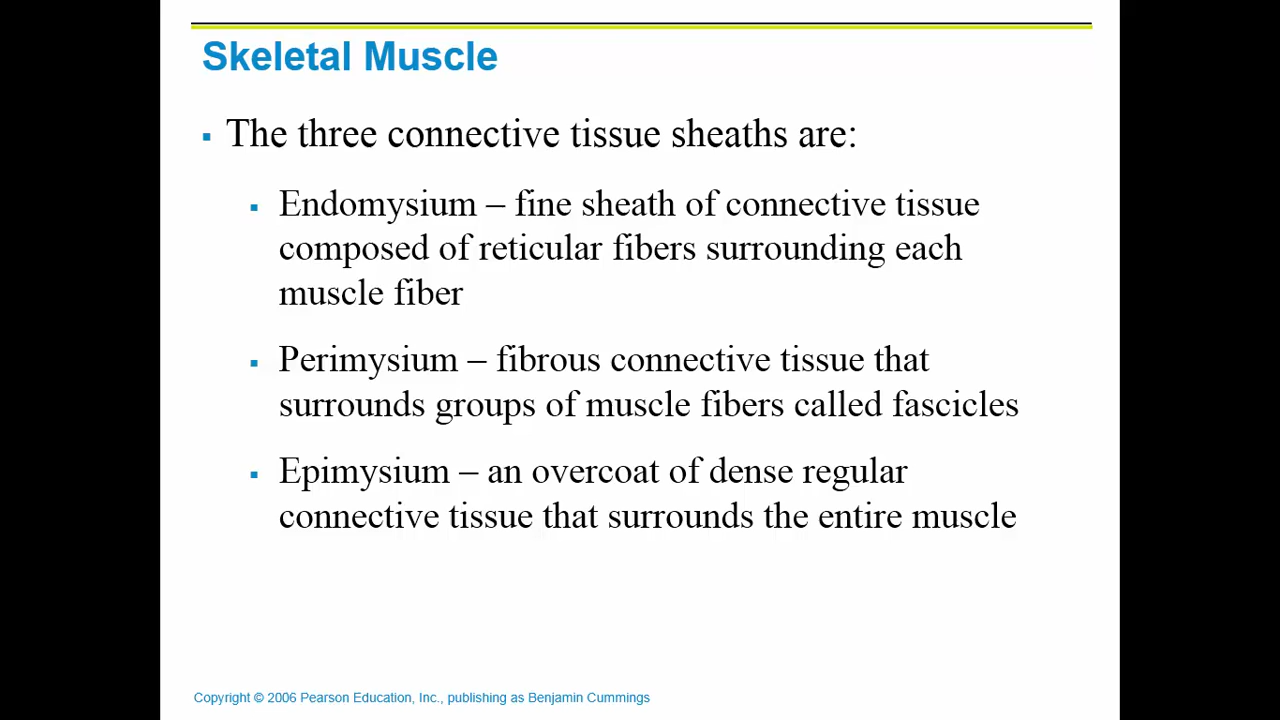 Skeletal Muscle
▪ The three connective tissue sheaths are:
▪ Endomysium – fine sheath of connective tissue
composed of reticular fibers surrounding each
muscle fiber
▪ Perimysium – fibrous connective tissue that
surrounds groups of muscle fibers called fascicles
▪ Epimysium – an overcoat of dense regular
connective tissue that surrounds the entire muscle
Copyright © 2006 Pearson Education, Inc., publishing as Benjamin Cummings